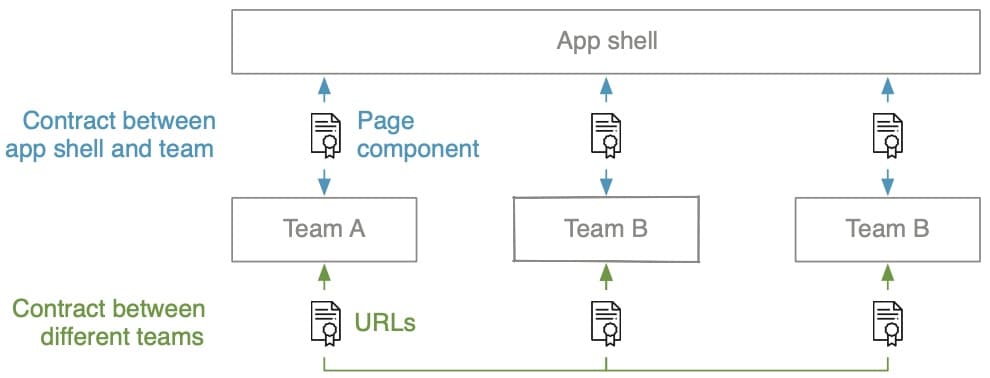 App shell
Contract between
app shell and team
Page
component
Team A
Team B
Team B
Contract between
different teams
URLs